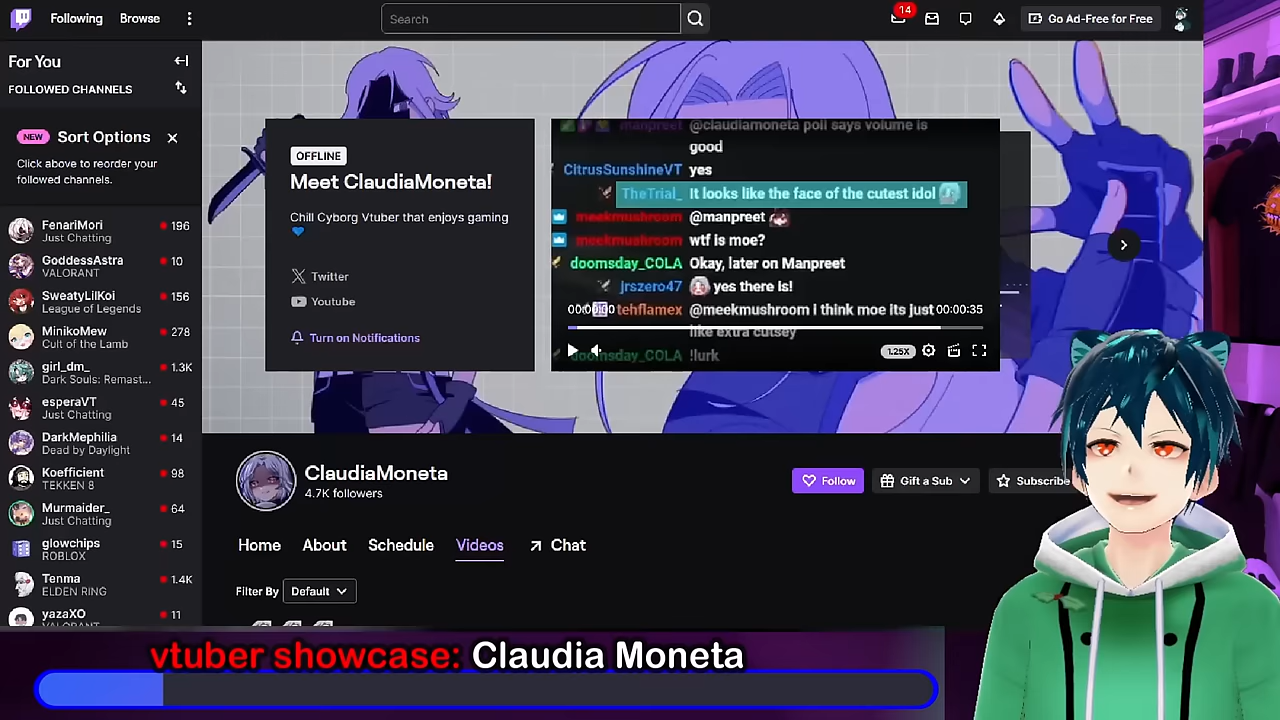 Following
Browse
Search
14
Go Ad-Free for Free
For You
FOLLOWED CHANNELS
NEW
Sort Options
Click above to reorder your
followed channels.
FenariMori
196
Just Chatting
GoddessAstra
10
VALORANT
SweatyLilKoi
156
League of Legends
MinikoMew
278
Cult of the Lamb
girl_dm_
1.3K
Dark Souls: Remast...
esperaVT
45
Just Chatting
DarkMephilia
14
Dead by Daylight
Koefficient
98
TEKKEN 8
Murmaider_
64
Just Chatting
glowchips
15
ROBLOX
Tenma
1.4K
ELDEN RING
yazaXO
11
VALORANT
OFFLINE
Meet ClaudiaMoneta!
Chill Cyborg Vtuber that enjoys gaming
Twitter
Youtube
Turn on Notifications
manpreet @claudiamoneta poll says volume is
good
CitrusSunshineVT yes
TheTrial_ It looks like the face of the cutest idol
meekmushroom @manpreet
meekmushroom wtf is moe?
doomsday_COLA Okay, later on Manpreet
jrszero47 yes there is!
tehflamex @meekmushroom i think moe its just
00:00:35
like extra cutsey
doomsday_COLA !lurk
1.25X
ClaudiaMoneta
4.7K followers
Follow
Gift a Sub
Subscribe
Home
About
Schedule
Videos
Chat
Filter By
Default
vtuber showcase: Claudia Moneta